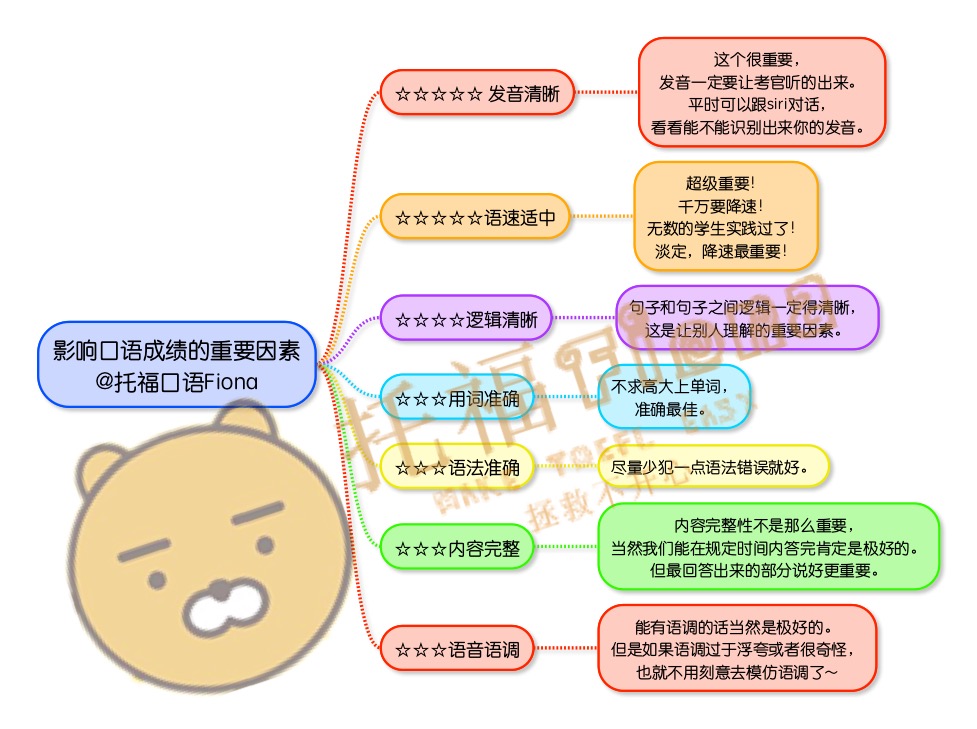 影响口语成绩的重要因素
@托福口语Fiona
☆☆☆☆☆ 发音清晰
这个很重要，
发音一定要让考官听的出来。
平时可以跟siri对话，
看看能不能识别出来你的发音。
☆☆☆☆☆语速适中
超级重要！
千万要降速！
无数的学生实践过了！
淡定，降速最重要！
☆☆☆☆逻辑清晰
句子和句子之间逻辑一定得清晰，
这是让别人理解的重要因素。
☆☆☆用词准确
不求高大上单词，
准确最佳。
☆☆☆语法准确
尽量少犯一点语法错误就好。
☆☆☆内容完整
内容完整性不是那么重要，
当然我们能在规定时间内答完肯定是极好的。
但最回答出来的部分说好更重要。
☆☆☆语音语调
能有语调的话当然是极好的。
但是如果语调过于浮夸或者很奇怪，
也就不用刻意去模仿语调了～
托福Fiona
MAKE TOEFL EASY
拯救不开心